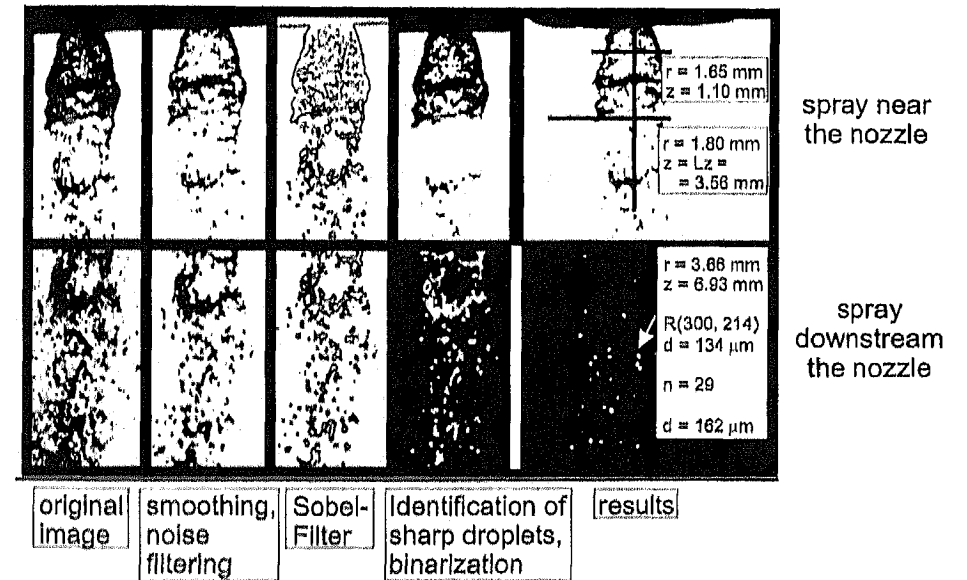 r = 1.65 mm
z = 1.10 mm
r = 1.80 mm
z = Lz =
= 3.56 mm
spray near
the nozzle
r = 3.66 mm
z = 6.93 mm
R(300, 214)
d = 134 μm
n = 29
d = 162 μm
spray
downstream
the nozzle
original
image
smoothing,
noise
filtering
Sobel-
Filter
Identification of
sharp droplets,
binarization
results